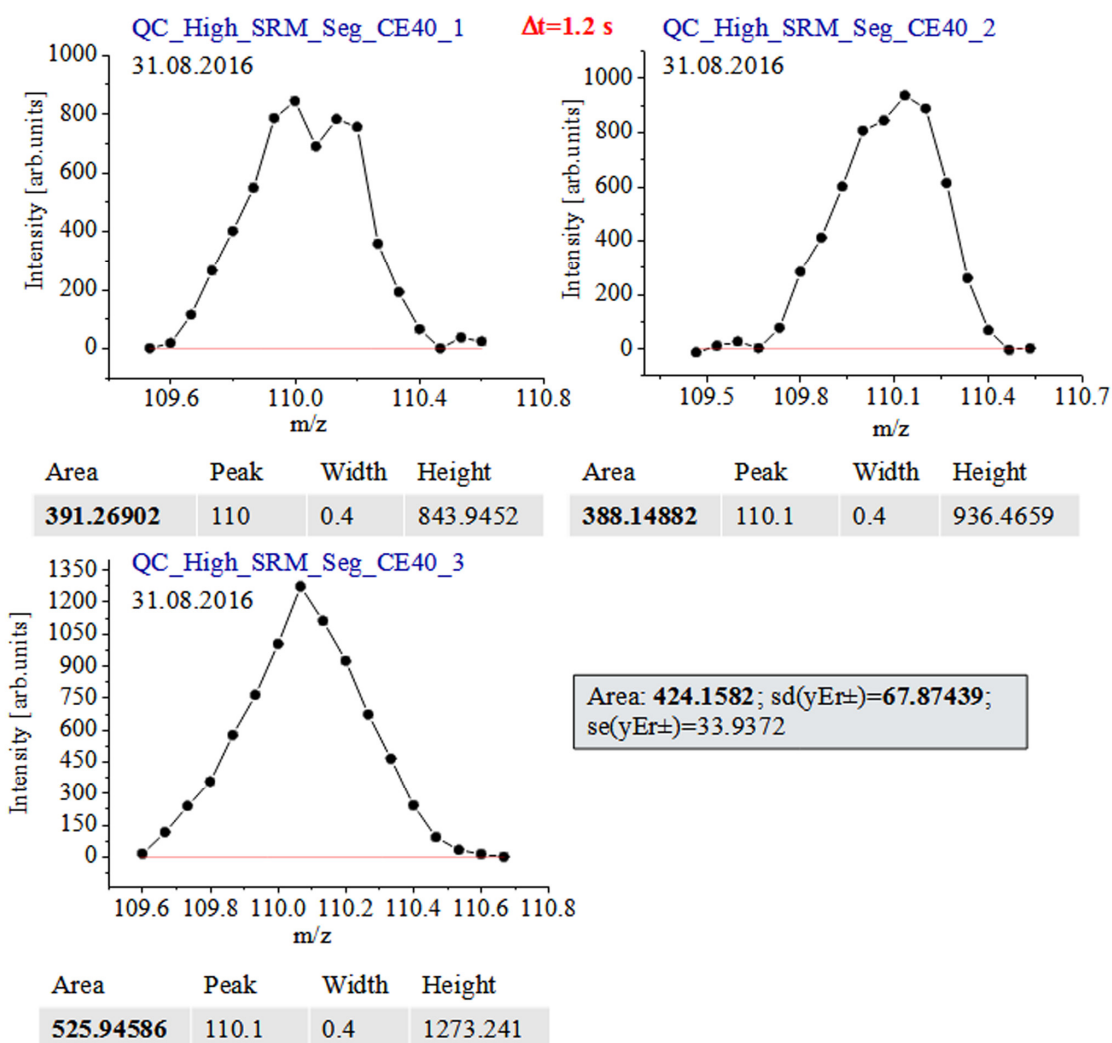 QC_High_SRM_Seg_CE40_1
Δt=1.2 s
QC_High_SRM_Seg_CE40_2
31.08.2016
31.08.2016
Intensity [arb.units]
1000
800
600
400
200
0
109.6 110.0 110.4 110.8
m/z
Intensity [arb.units]
1000
800
600
400
200
0
109.5 109.8 110.1 110.4 110.7
m/z
Area Peak Width Height
391.26902 110 0.4 843.9452
Area Peak Width Height
388.14882 110.1 0.4 936.4659
QC_High_SRM_Seg_CE40_3
31.08.2016
Intensity [arb.units]
1350
1200
1050
900
750
600
450
300
150
0
109.6 109.8 110.0 110.2 110.4 110.6 110.8
m/z
Area: 424.1582; sd(yEr±)=67.87439;
se(yEr±)=33.9372
Area Peak Width Height
525.94586 110.1 0.4 1273.241